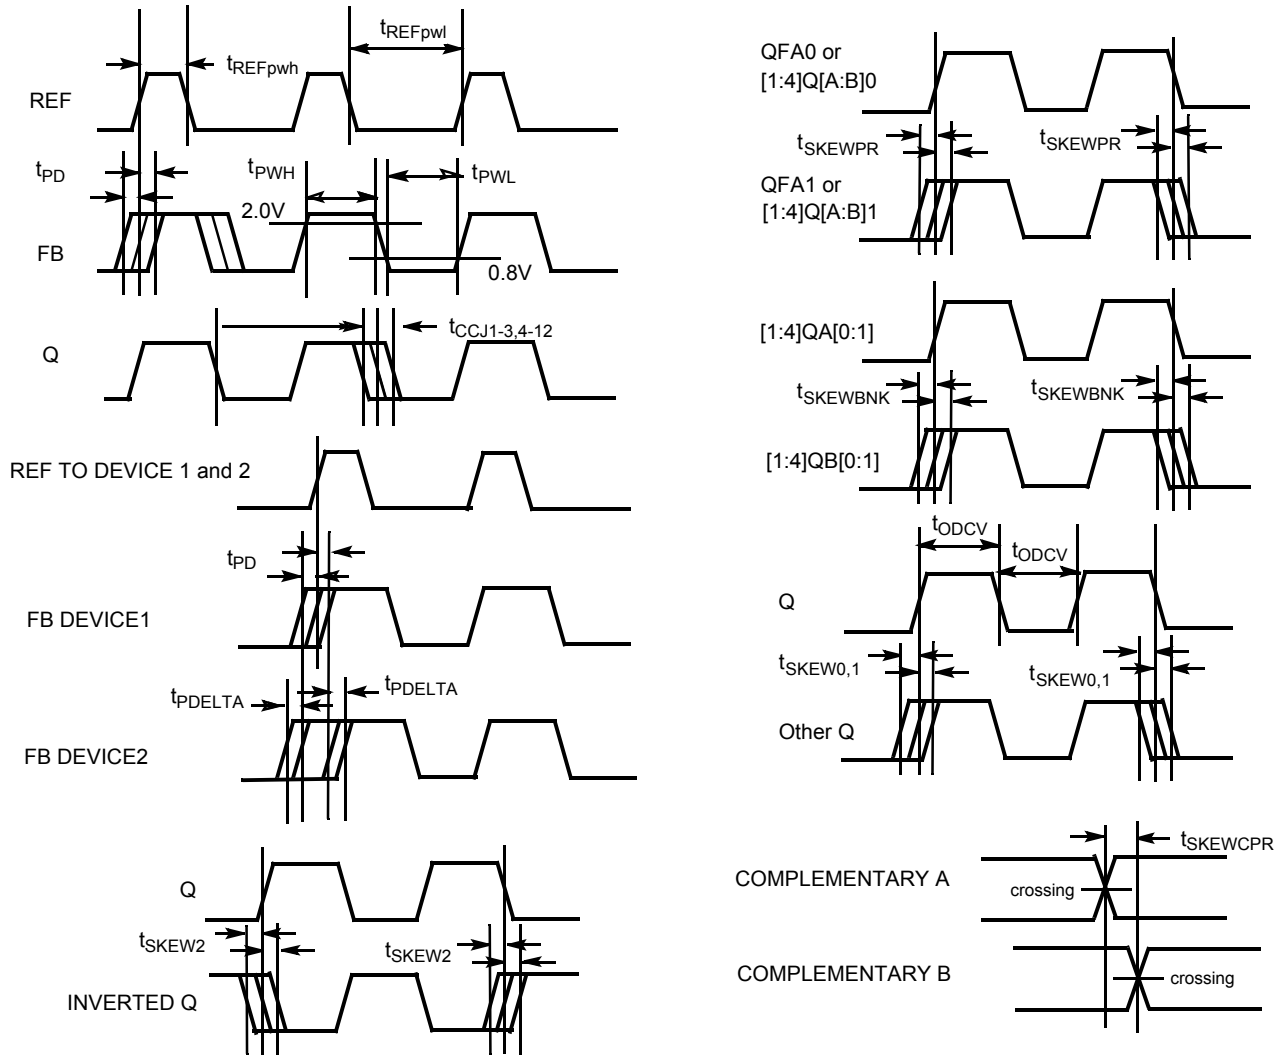 tREFpwh
tREFpwl
REF
tPD
tPWH
tPWL
2.0V
FB
0.8V
Q
tCCJ1-3,4-12
REF TO DEVICE 1 and 2
tPD
FB DEVICE1
tPDELTA
tPDELTA
FB DEVICE2
Q
tSKEW2
tSKEW2
INVERTED Q
QFA0 or
[1:4]Q[A:B]0
tSKEWPR
tSKEWPR
QFA1 or
[1:4]Q[A:B]1
[1:4]QA[0:1]
tSKEWBNK
tSKEWBNK
[1:4]QB[0:1]
tODCV
tODCV
Q
tSKEW0,1
tSKEW0,1
Other Q
tSKEWCPR
COMPLEMENTARY A
crossing
COMPLEMENTARY B
crossing